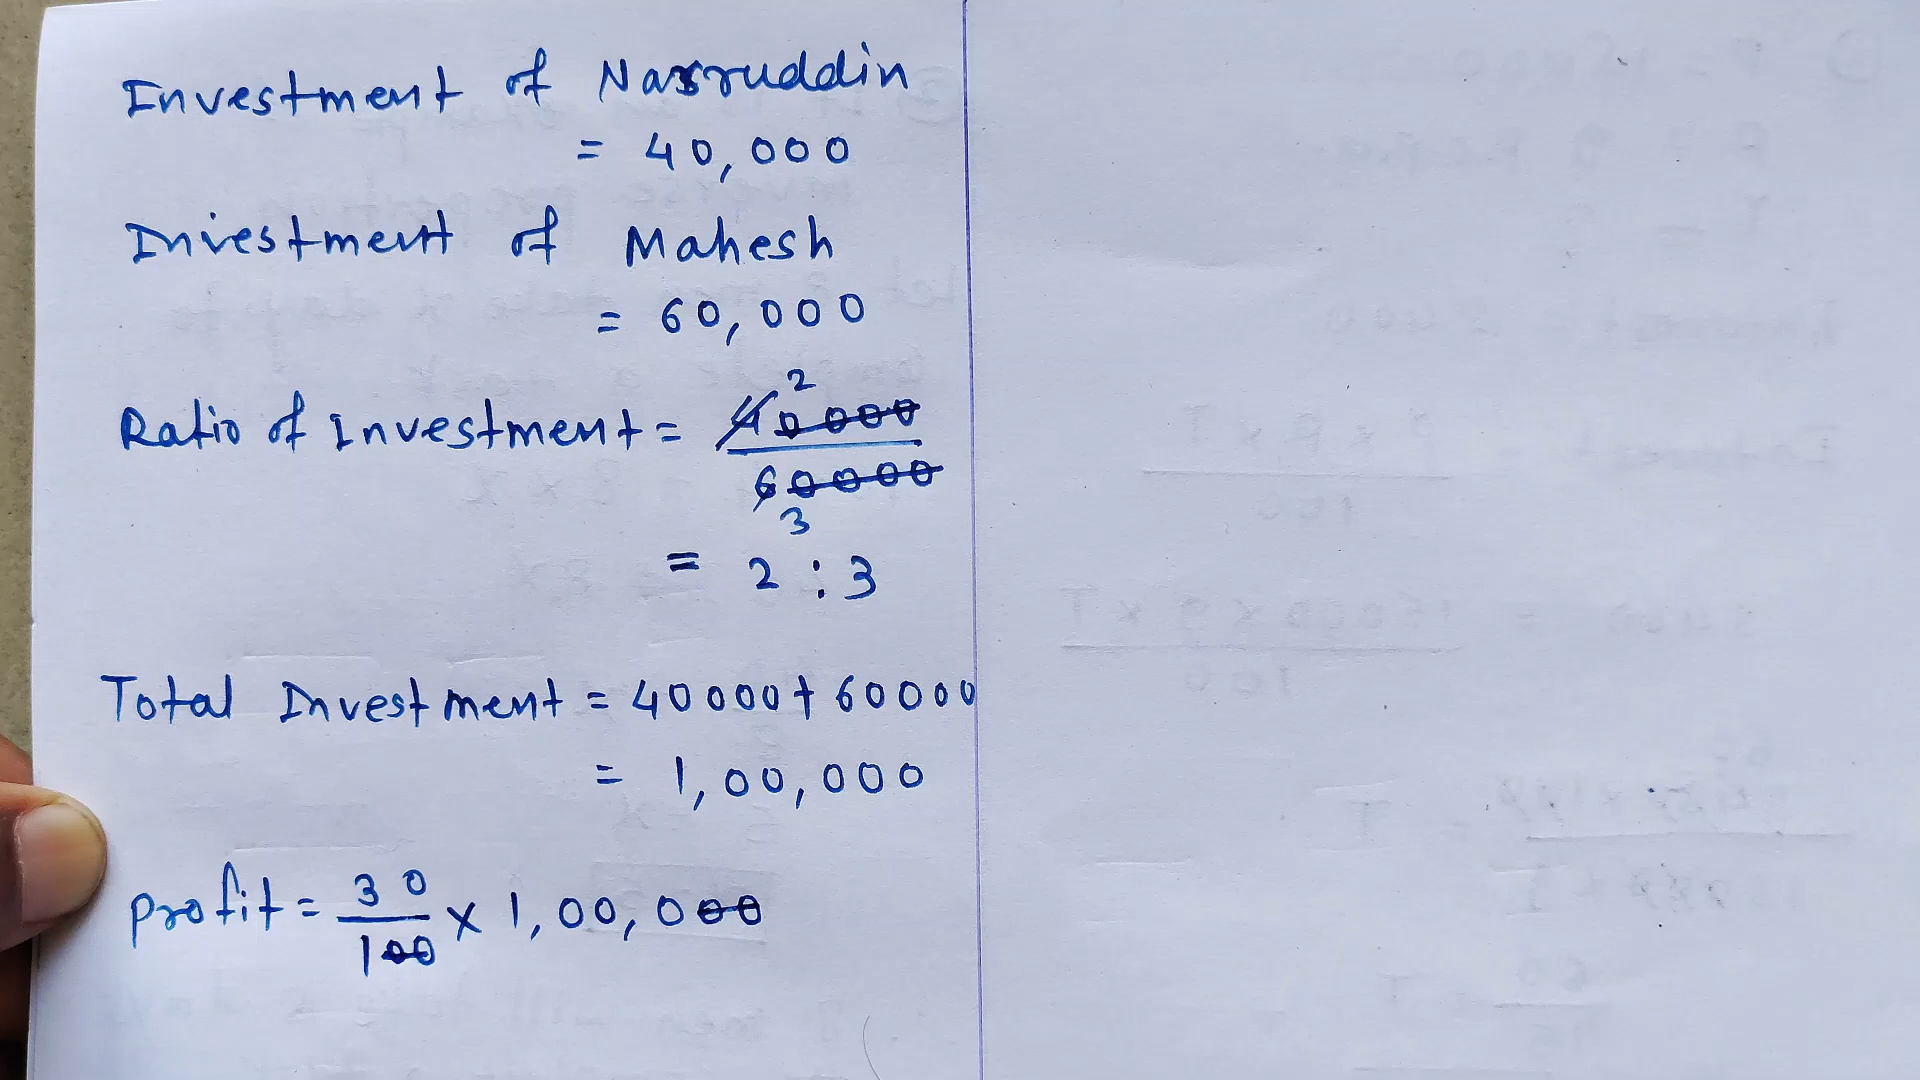 Investment of Nasruddin
= 40,000
Investment of Mahesh
= 60,000
2
Ratio of Investment = 40000
60000
3
= 2 : 3
Total Investment = 40000 + 60000
= 1,00,000
profit = 30/100 x 1,00,000